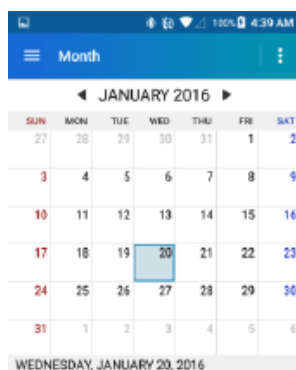 100% 4:39 AM
Month
JANUARY 2016
SUN MON TUE WED THU FRI SAT
27 28 29 30 31 1 2
3 4 5 6 7 8 9
10 11 12 13 14 15 16
17 18 19 20 21 22 23
24 25 26 27 28 29 30
31 1 2 3 4 5 6
WEDNESDAY, JANUARY 20, 2016